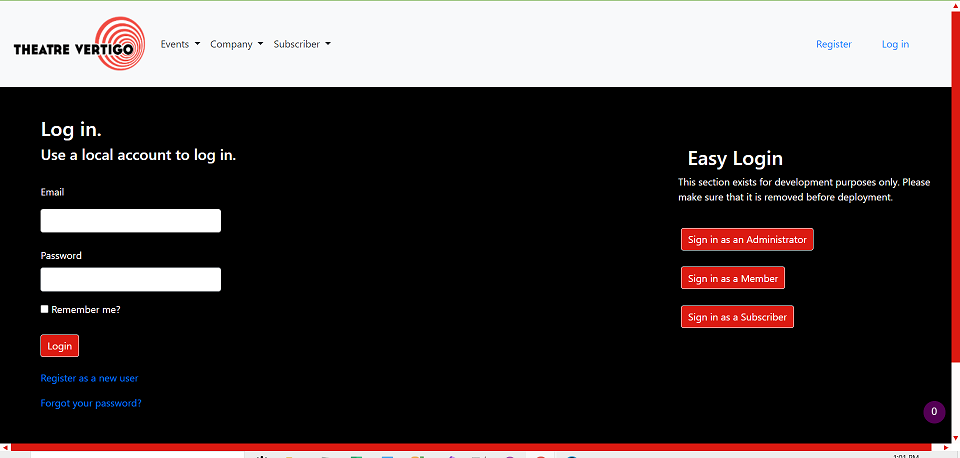 THEATRE VERTIGO
Events Company Subscriber Register Log in
Log in.
Use a local account to log in.
Email
Password
Remember me?
Login
Register as a new user
Forgot your password?
Easy Login
This section exists for development purposes only. Please
make sure that it is removed before deployment.
Sign in as an Administrator
Sign in as a Member
Sign in as a Subscriber
0
1:01 PM